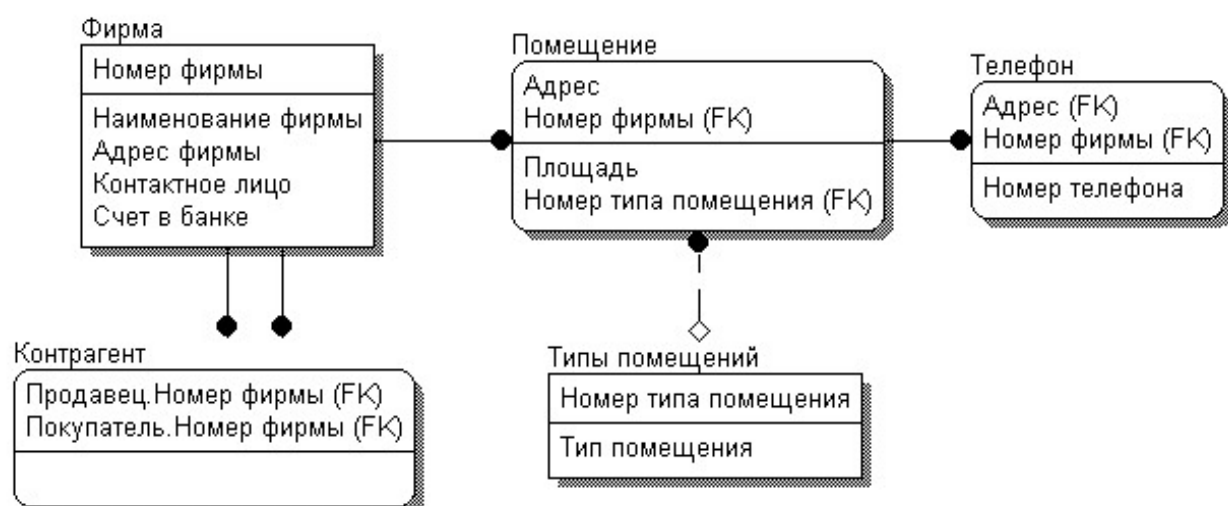 Фирма
Номер фирмы
Наименование фирмы
Адрес фирмы
Контактное лицо
Счет в банке
Помещение
Адрес
Номер фирмы (FK)
Площадь
Номер типа помещения (FK)
Телефон
Адрес (FK)
Номер фирмы (FK)
Номер телефона
Контрагент
Продавец.Номер фирмы (FK)
Покупатель.Номер фирмы (FK)
Типы помещений
Номер типа помещения
Тип помещения